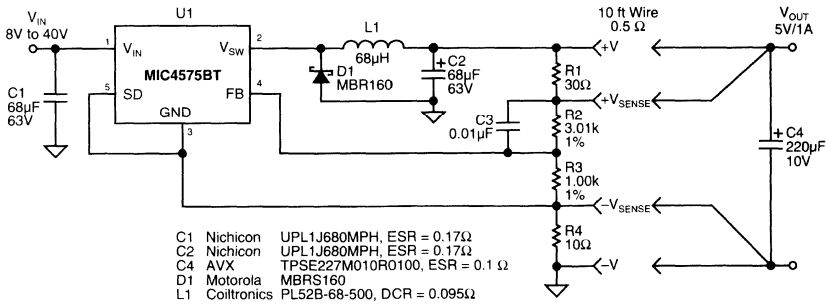 VIN
8V to 40V
C1
68µF
63V
U1
1
VIN
MIC4575BT
5
SD
GND
3
VSW
2
FB
4
L1
68µH
D1
MBR160
C2
68µF
63V
C3
0.01µF
R1
30Ω
R2
3.01k
1%
R3
1.00k
1%
R4
10Ω
10 ft Wire
0.5 Ω
+V
+VSENSE
−VSENSE
−V
VOUT
5V/1A
C4
220µF
10V
C1 Nichicon UPL1J680MPH, ESR = 0.17Ω
C2 Nichicon UPL1J680MPH, ESR = 0.17Ω
C4 AVX TPSE227M010R0100, ESR = 0.1 Ω
D1 Motorola MBRS160
L1 Coiltronics PL52B-68-500, DCR = 0.095Ω